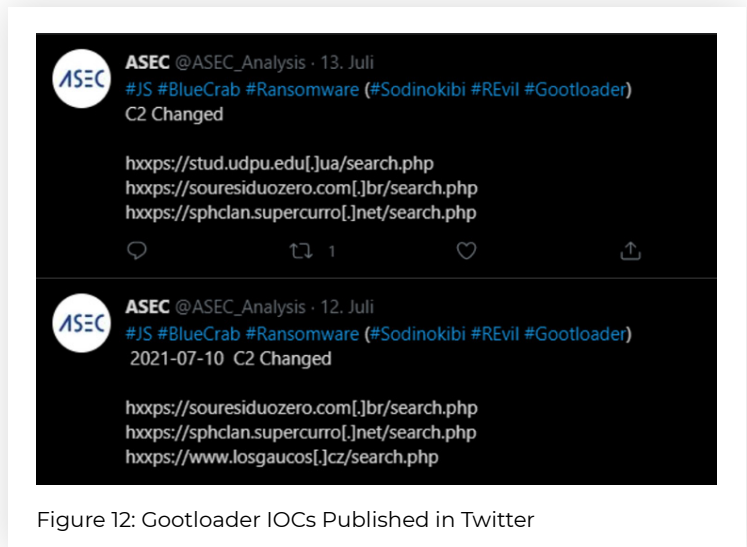 ASEC
ASEC @ASEC_Analysis · 13. Juli
#JS #BlueCrab #Ransomware (#Sodinokibi #REvil #Gootloader)
C2 Changed
hxxps://stud.udpu.edu[.]ua/search.php
hxxps://souresiduozero.com[.]br/search.php
hxxps://sphclan.supercurro[.]net/search.php
1
ASEC
ASEC @ASEC_Analysis · 12. Juli
#JS #BlueCrab #Ransomware (#Sodinokibi #REvil #Gootloader)
2021-07-10 C2 Changed
hxxps://souresiduozero.com[.]br/search.php
hxxps://sphclan.supercurro[.]net/search.php
hxxps://www.losgaucos[.]cz/search.php
Figure 12: Gootloader IOCs Published in Twitter